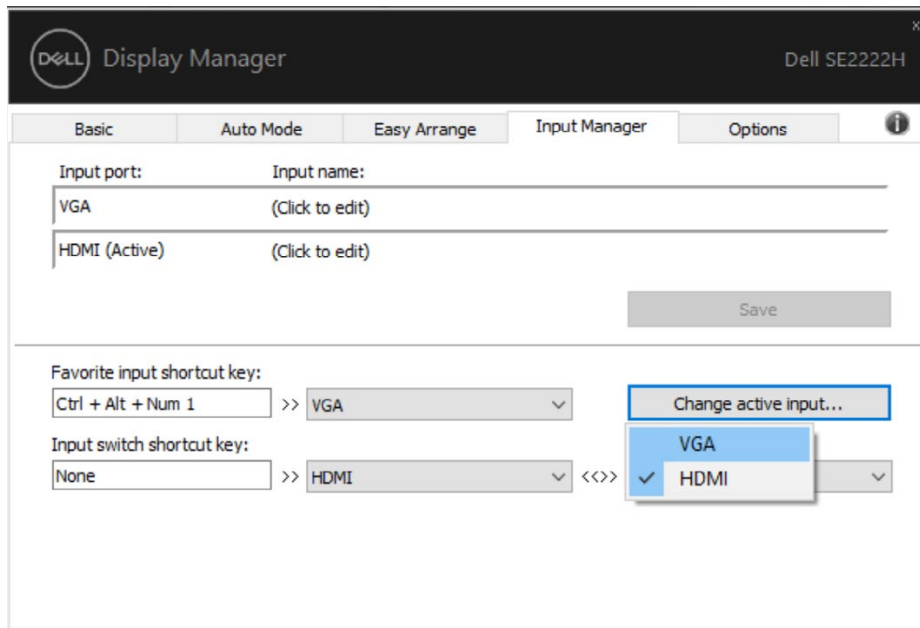 x
DELL Display Manager Dell SE2222H
Basic Auto Mode Easy Arrange Input Manager Options i
Input port: Input name:
VGA (Click to edit)
HDMI (Active) (Click to edit)
Save
Favorite input shortcut key:
Ctrl + Alt + Num 1 >> VGA Change active input...
Input switch shortcut key: VGA
None >> HDMI <<>> HDMI